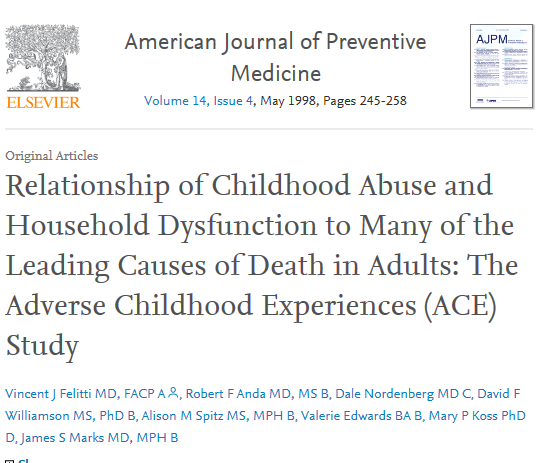 American Journal of Preventive
Medicine
Volume 14, Issue 4, May 1998, Pages 245-258
ELSEVIER
AJPM
Original Articles
Relationship of Childhood Abuse and
Household Dysfunction to Many of the
Leading Causes of Death in Adults: The
Adverse Childhood Experiences (ACE)
Study
Vincent J Felitti MD, FACP A, Robert F Anda MD, MS B, Dale Nordenberg MD C, David F
Williamson MS, PhD B, Alison M Spitz MS, MPH B, Valerie Edwards BA B, Mary P Koss PhD
D, James S Marks MD, MPH B